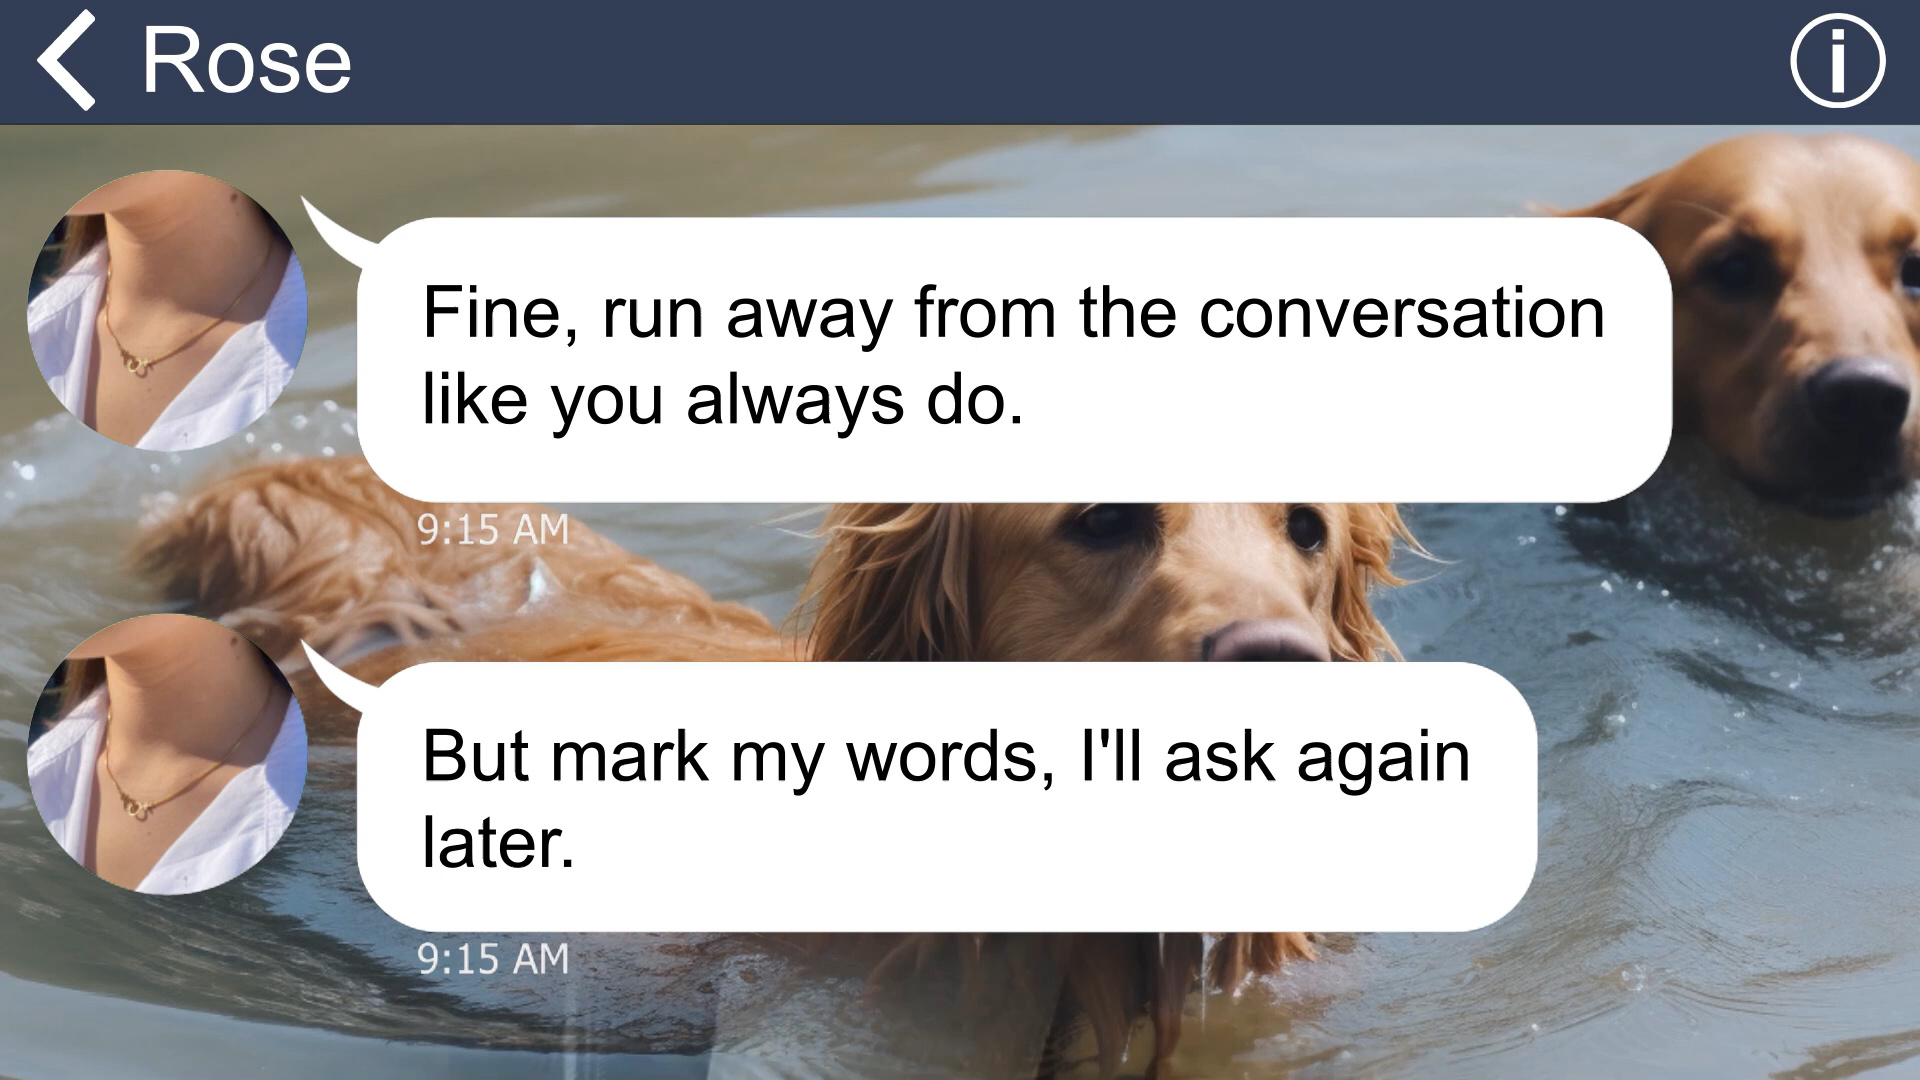 Rose
Fine, run away from the conversation
like you always do.
9:15 AM
But mark my words, I'll ask again
later.
9:15 AM